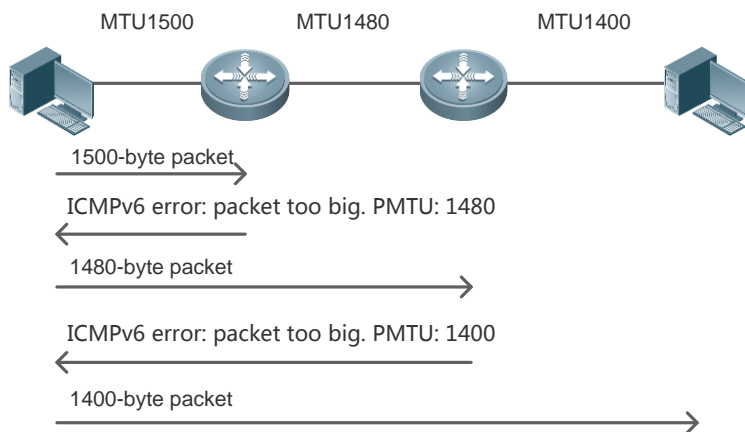 MTU1500 MTU1480 MTU1400
1500-byte packet
ICMPv6 error: packet too big. PMTU: 1480
1480-byte packet
ICMPv6 error: packet too big. PMTU: 1400
1400-byte packet